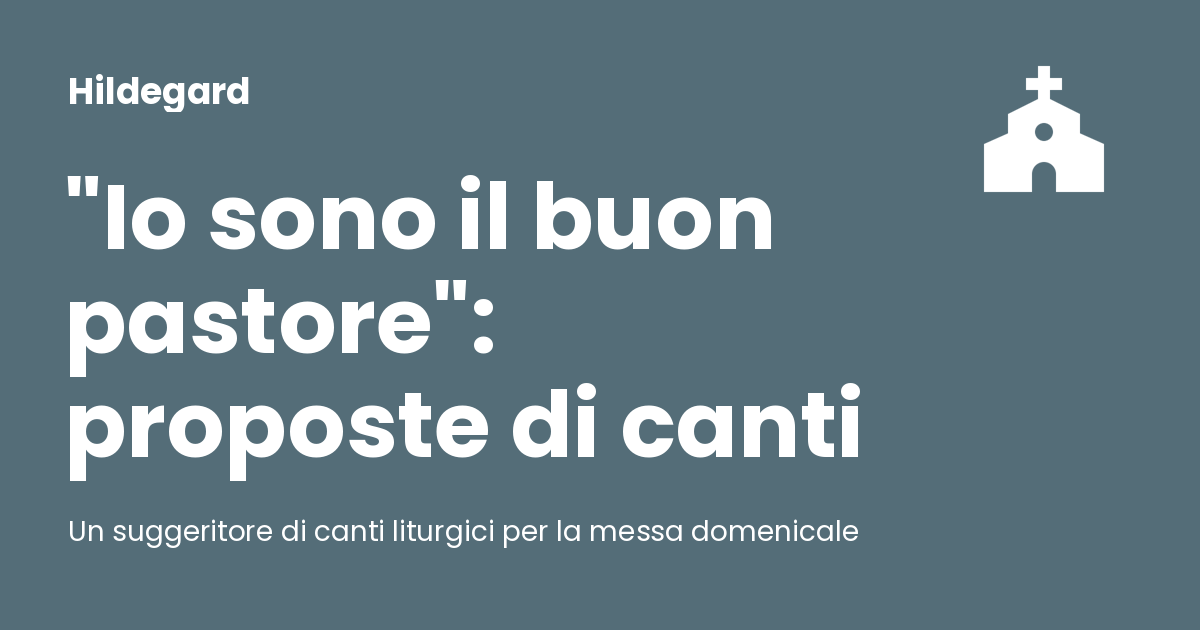 Hildegard
"Io sono il buon
pastore":
proposte di canti
Un suggeritore di canti liturgici per la messa domenicale